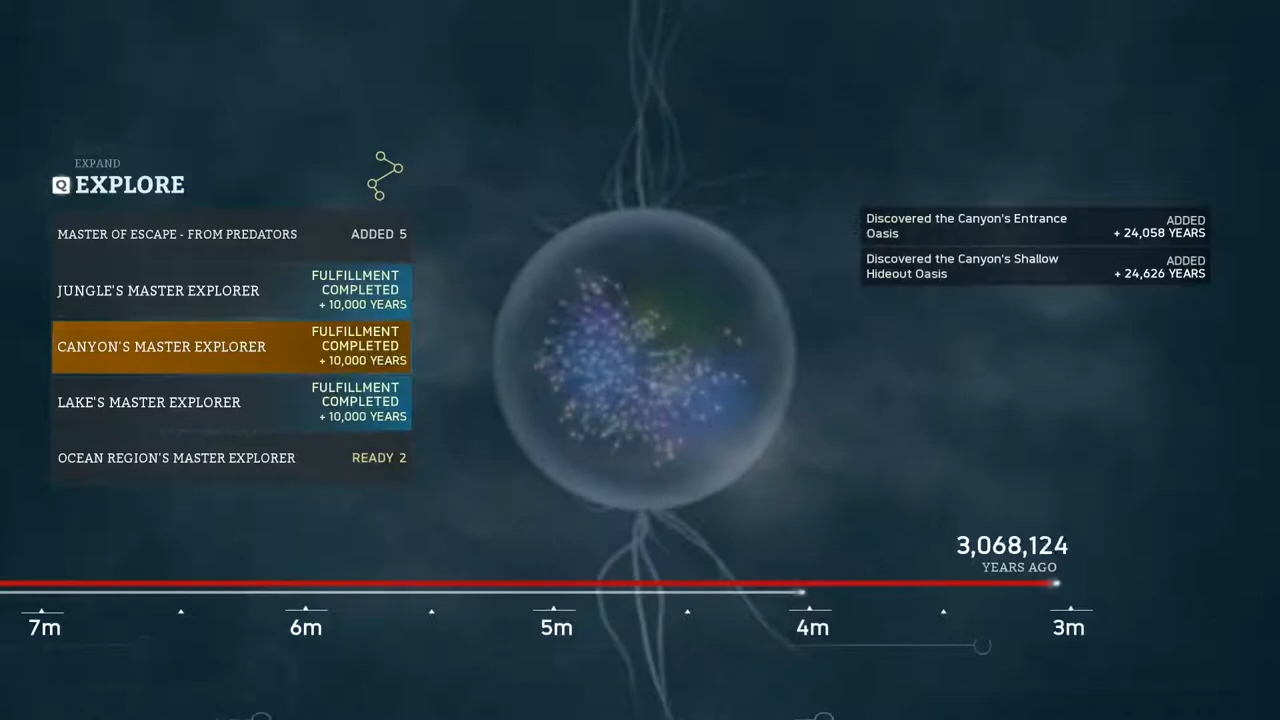 EXPAND
Q EXPLORE
MASTER OF ESCAPE - FROM PREDATORS ADDED 5
JUNGLE'S MASTER EXPLORER FULFILLMENT COMPLETED + 10,000 YEARS
CANYON'S MASTER EXPLORER FULFILLMENT COMPLETED + 10,000 YEARS
LAKE'S MASTER EXPLORER FULFILLMENT COMPLETED + 10,000 YEARS
OCEAN REGION'S MASTER EXPLORER READY 2
Discovered the Canyon's Entrance ADDED
Oasis + 24,058 YEARS
Discovered the Canyon's Shallow ADDED
Hideout Oasis + 24,626 YEARS
3,068,124
YEARS AGO
7m 6m 5m 4m 3m